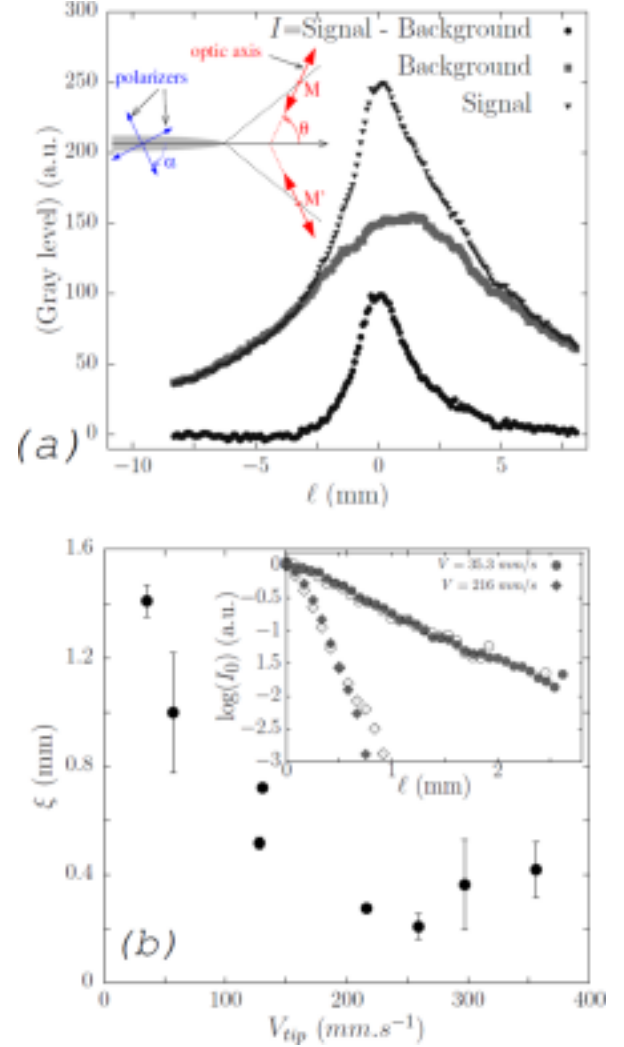 300
I=Signal - Background
optic axis
Background
250
M
Signal
polarizers
200
θ
α
150
M'
100
50
0
(Gray level) (a.u.)
(a)
−10
−5
0
5
ℓ (mm)
1.6
0
V = 35.3 mm/s
V = 216 mm/s
−0.5
−1
−1.5
−2
−2.5
−3
log(I₀) (a.u.)
0
1
2
ℓ (mm)
1.2
0.8
0.4
0
ξ (mm)
(b)
0
100
200
300
400
V_tip (mm.s⁻¹)